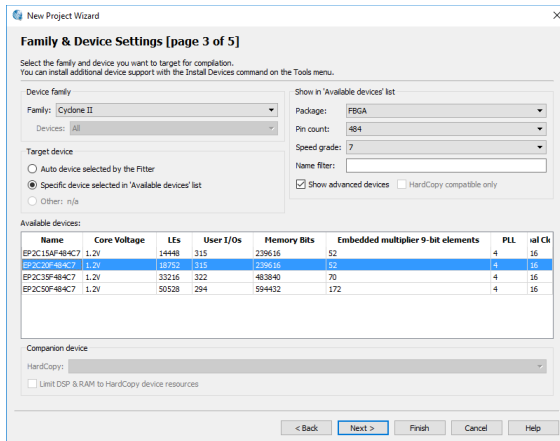 New Project Wizard
Family & Device Settings [page 3 of 5]
Select the family and device you want to target for compilation.
You can install additional device support with the Install Devices command on the Tools menu.
Device family
Family: Cyclone II
Devices: All
Target device
Auto device selected by the Fitter
Specific device selected in 'Available devices' list
Other: n/a
Show in 'Available devices' list
Package: FBGA
Pin count: 484
Speed grade: 7
Name filter:
Show advanced devices HardCopy compatible only
Available devices:
Name Core Voltage LEs User I/Os Memory Bits Embedded multiplier 9-bit elements PLL al Cl
EP2C15AF484C7 1.2V 14448 315 239616 52 4 16
EP2C20F484C7 1.2V 18752 315 239616 52 4 16
EP2C35F484C7 1.2V 33216 322 483840 70 4 16
EP2C50F484C7 1.2V 50528 294 594432 172 4 16
Companion device
HardCopy:
Limit DSP & RAM to HardCopy device resources
< Back Next > Finish Cancel Help